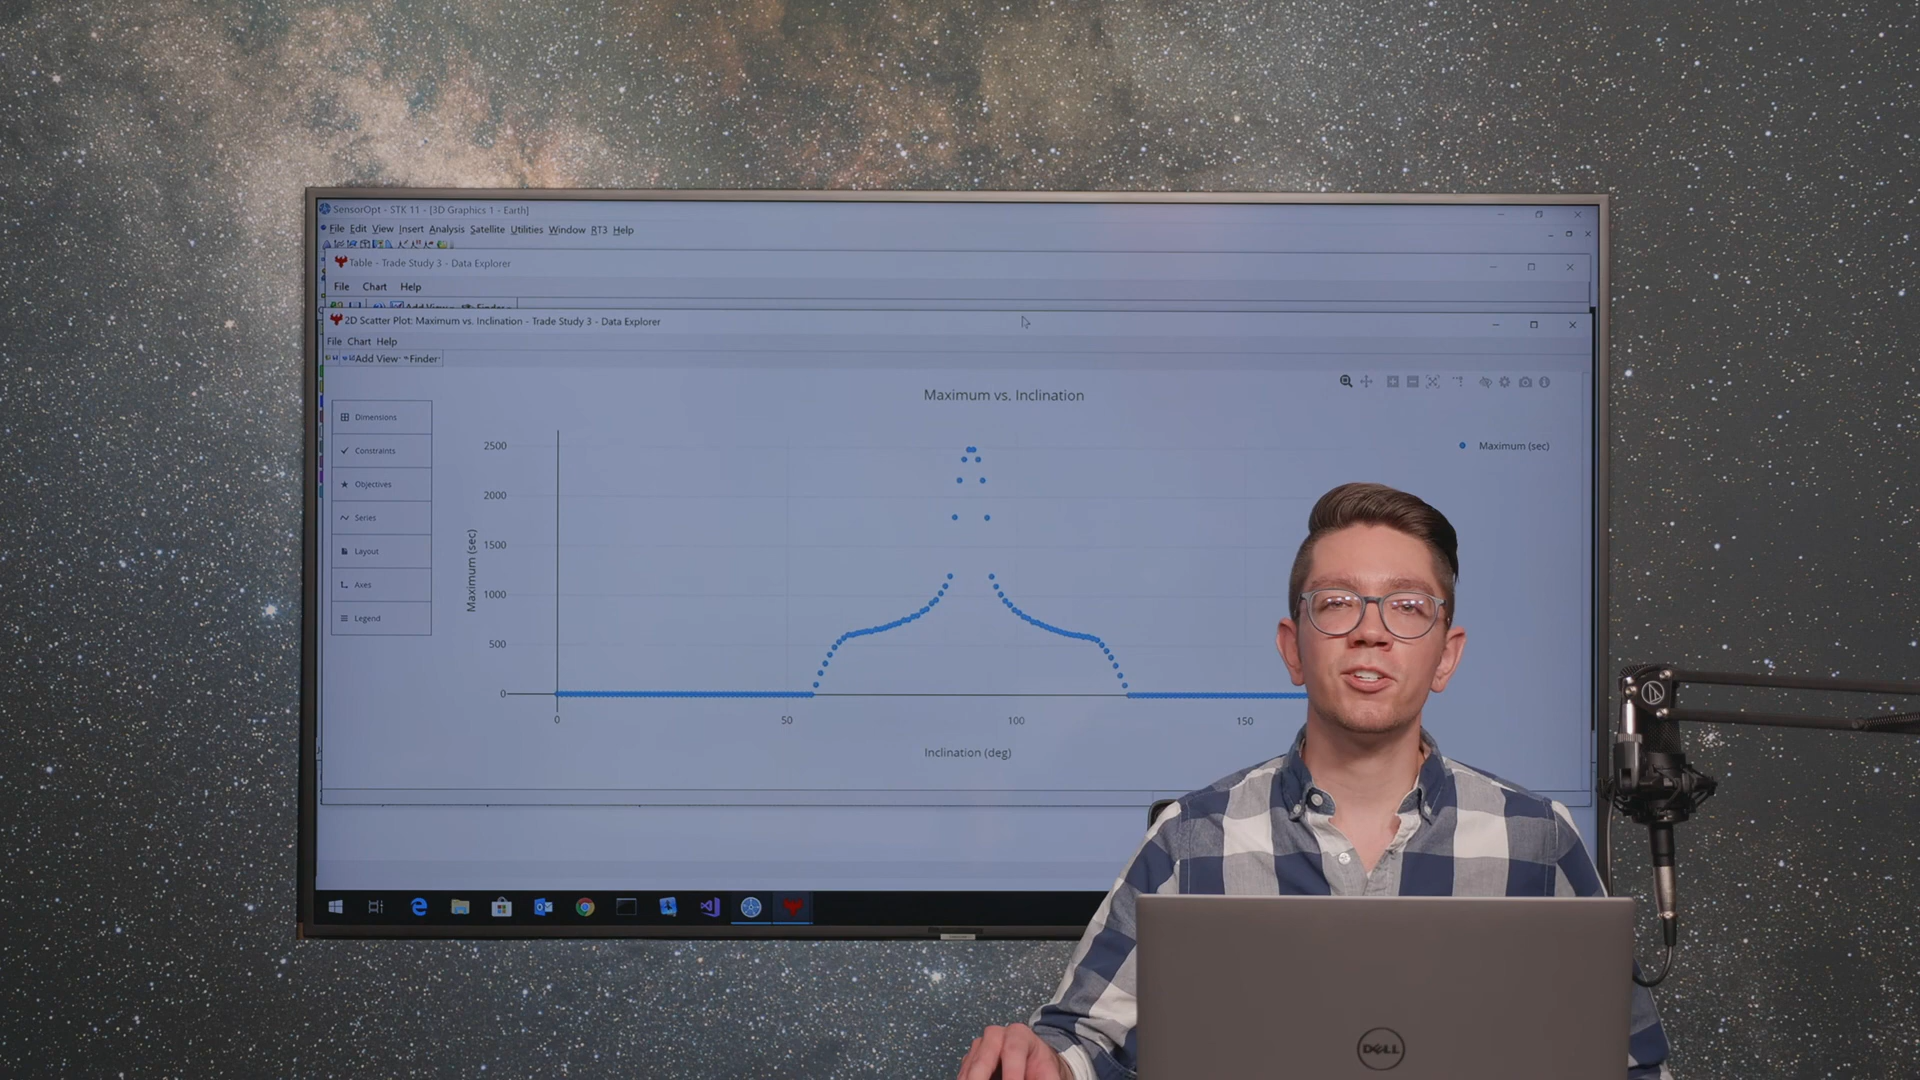 SensorOpt - STK 11 - [3D Graphics 1 - Earth]
File Edit View Insert Analysis Satellite Utilities Window RT3 Help
Table - Trade Study 3 - Data Explorer
File Chart Help
Add View Finder
2D Scatter Plot: Maximum vs. Inclination - Trade Study 3 - Data Explorer
File Chart Help
Add View Finder
Maximum vs. Inclination
Dimensions
Constraints
Objectives
Series
Layout
Axes
Legend
Maximum (sec)
2500
2000
1500
1000
500
0
Maximum (sec)
0 50 100 150
Inclination (deg)
DELL